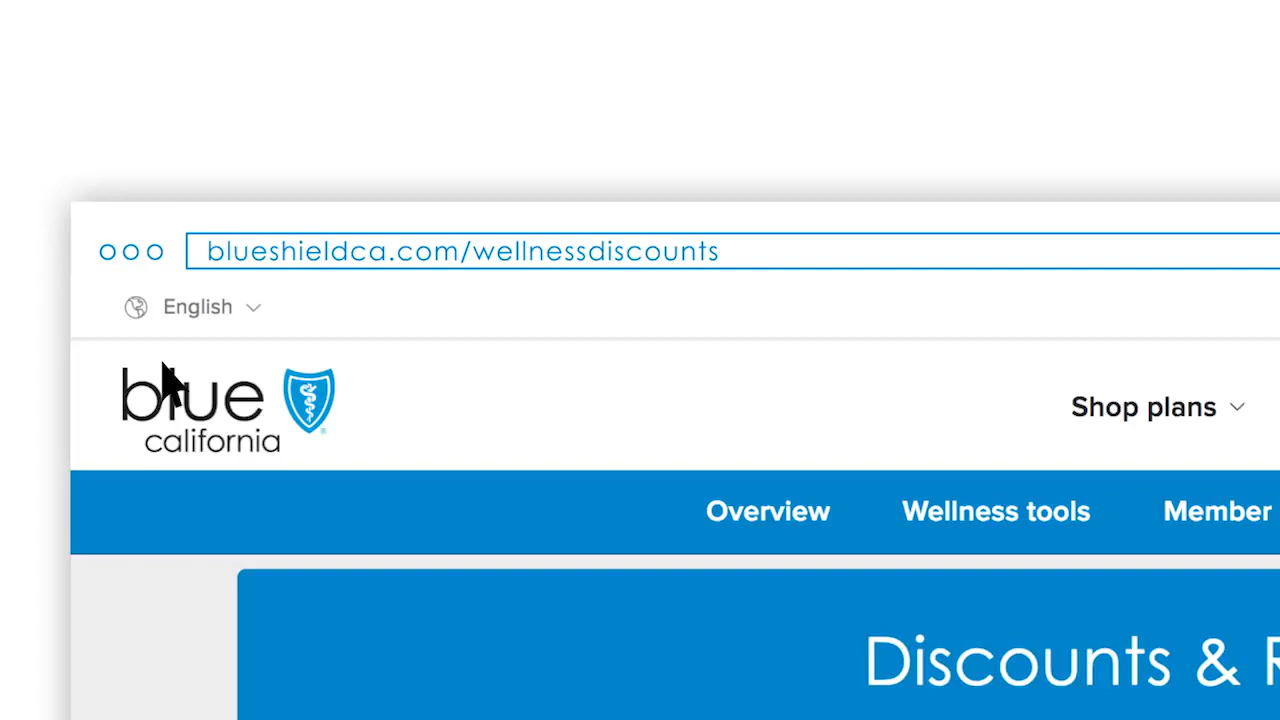 blueshieldca.com/wellnessdiscounts
English
blue
california
Shop plans
Overview Wellness tools Member
Discounts &